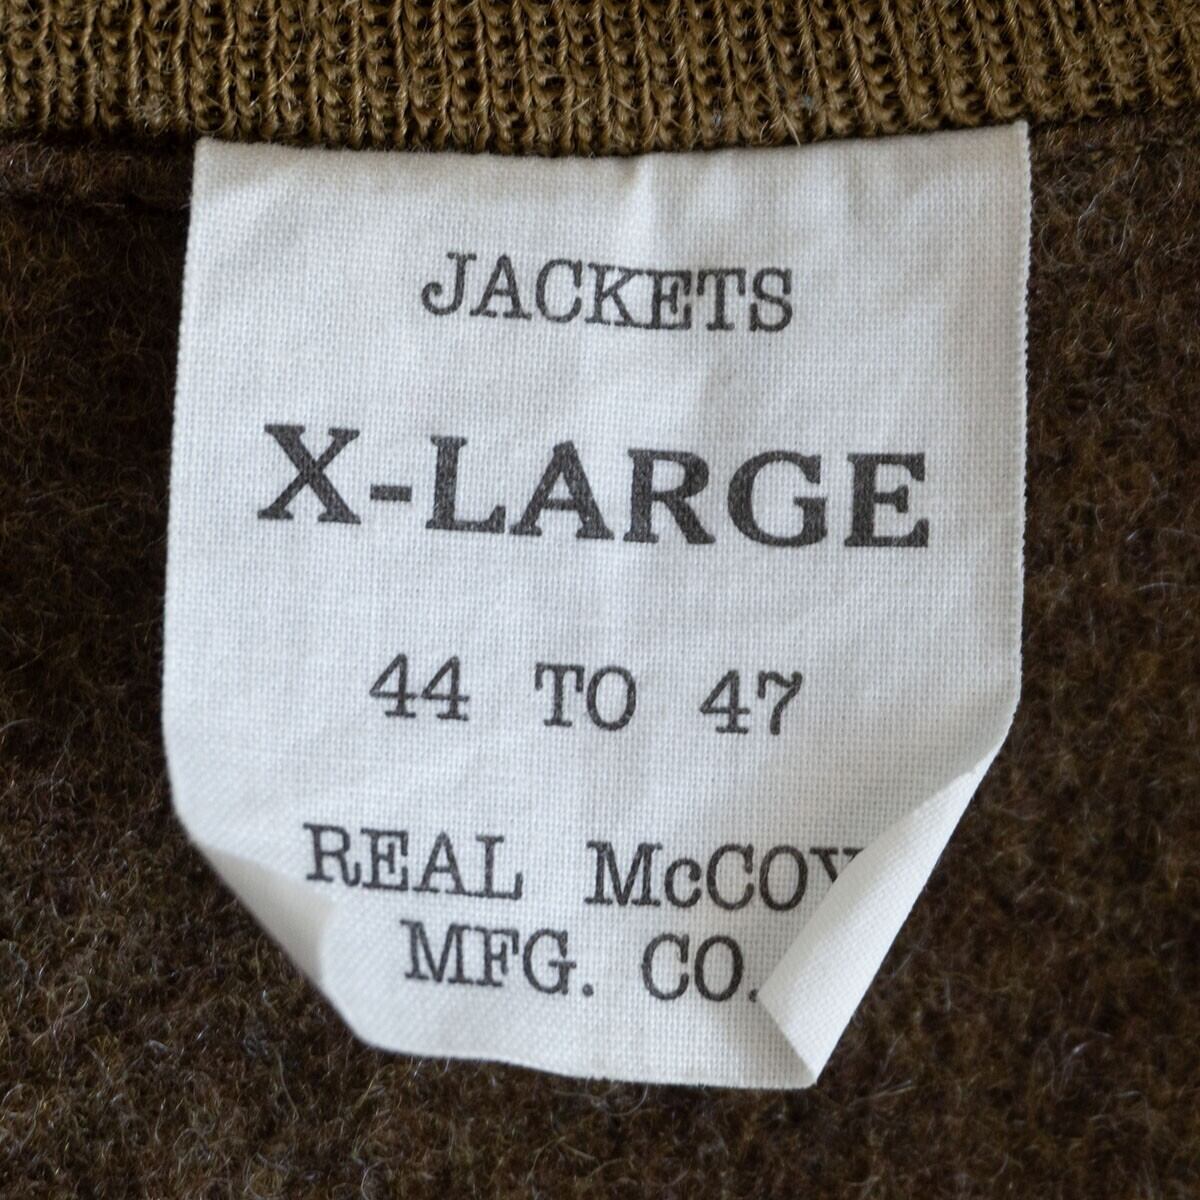 JACKETS
X-LARGE
44 TO 47
REAL McCOY
MFG. CO.